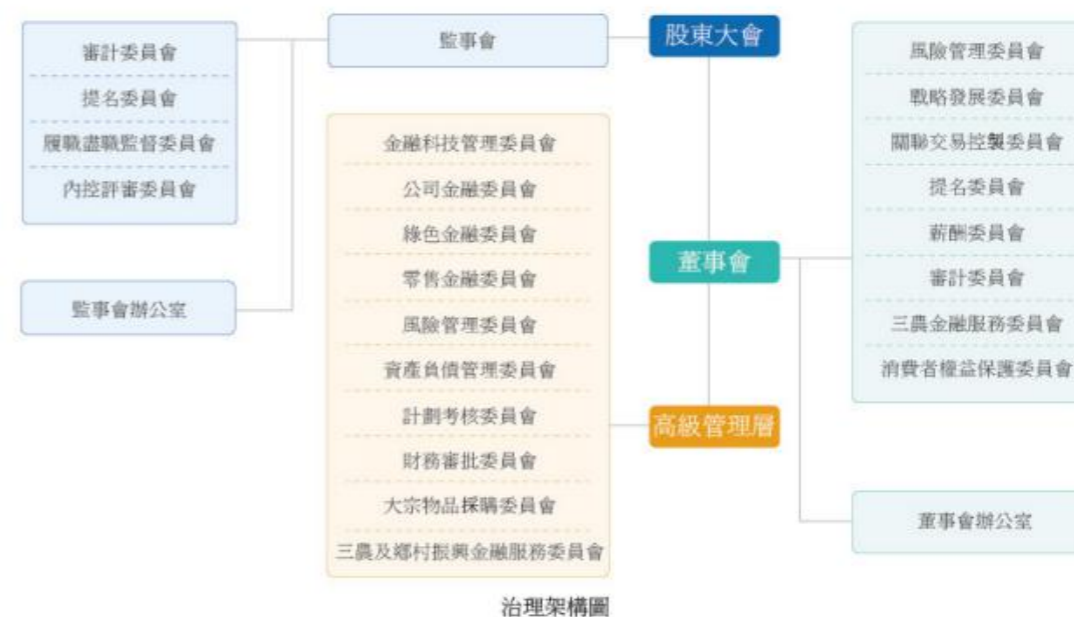 審計委員會
提名委員會
履職盡職監督委員會
內控評審委員會
監事會辦公室
監事會
金融科技管理委員會
公司金融委員會
綠色金融委員會
零售金融委員會
風險管理委員會
資產負債管理委員會
計劃考核委員會
財務審批委員會
大宗物品採購委員會
三農及鄉村振興金融服務委員會
股東大會
董事會
高級管理層
風險管理委員會
戰略發展委員會
關聯交易控製委員會
提名委員會
薪酬委員會
審計委員會
三農金融服務委員會
消費者權益保護委員會
董事會辦公室
治理架構圖